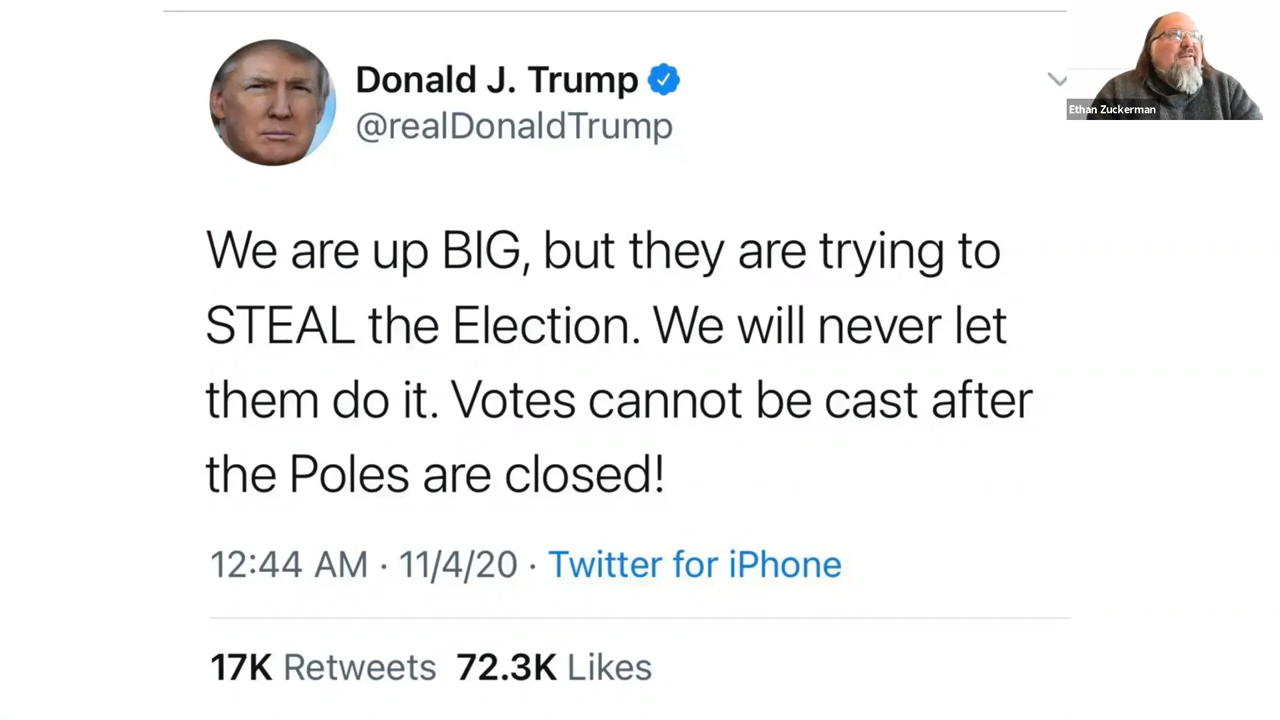 Donald J. Trump
@realDonaldTrump
Ethan Zuckerman
We are up BIG, but they are trying to
STEAL the Election. We will never let
them do it. Votes cannot be cast after
the Poles are closed!
12:44 AM · 11/4/20 · Twitter for iPhone
17K Retweets 72.3K Likes